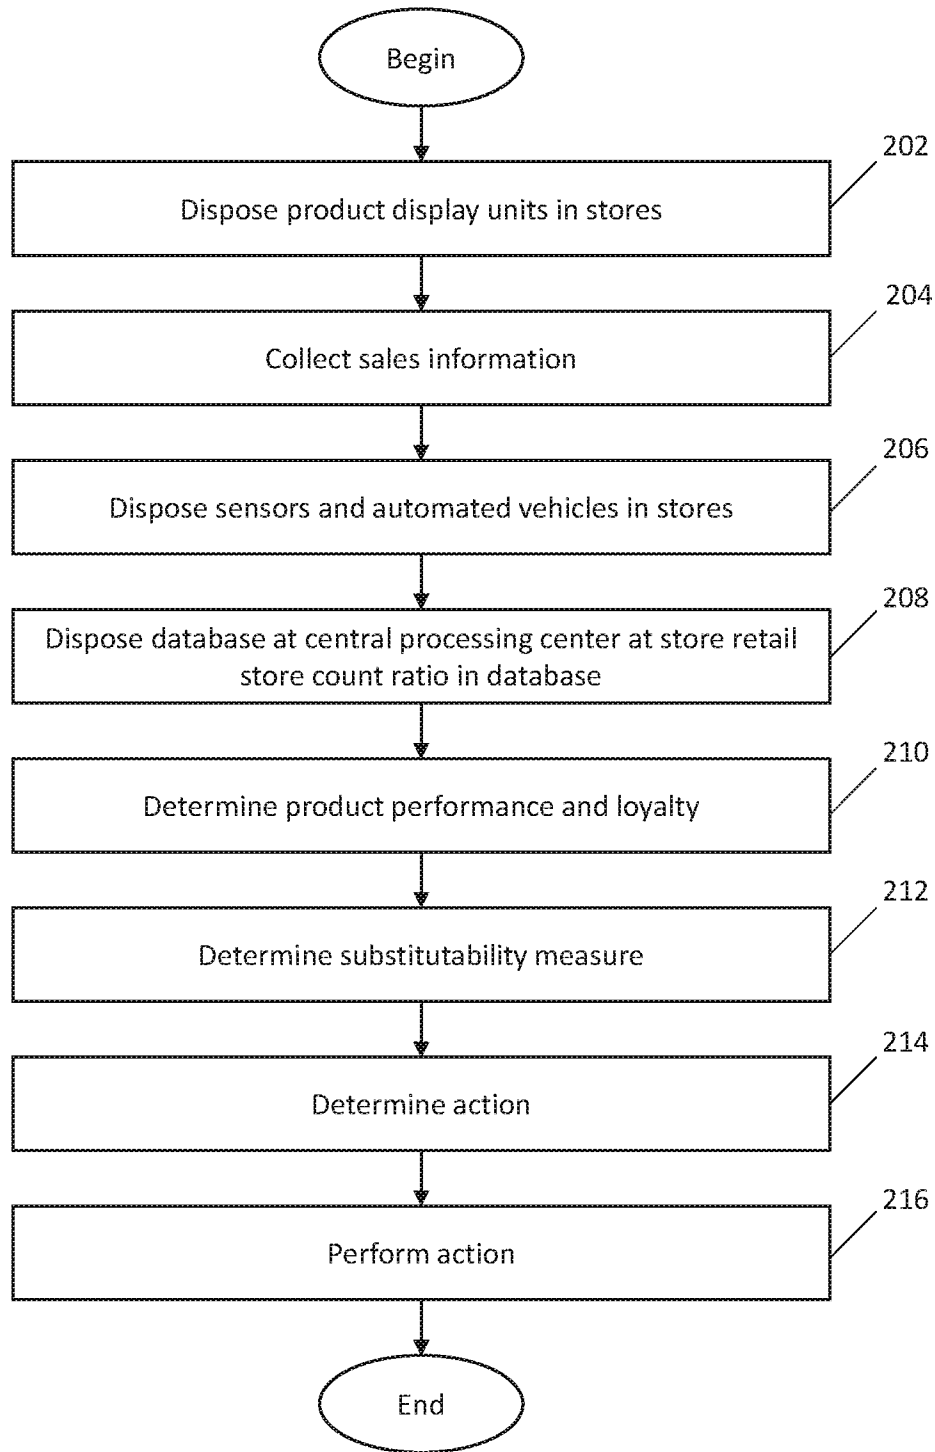 Begin
202
Dispose product display units in stores
204
Collect sales information
206
Dispose sensors and automated vehicles in stores
208
Dispose database at central processing center at store retail
store count ratio in database
210
Determine product performance and loyalty
212
Determine substitutability measure
214
Determine action
216
Perform action
End